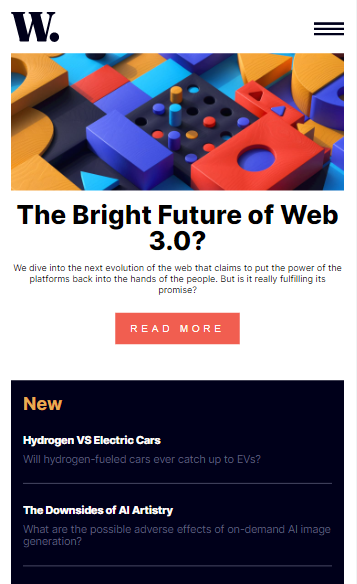 W.
The Bright Future of Web
3.0?
We dive into the next evolution of the web that claims to put the power of the
platforms back into the hands of the people. But is it really fulfilling its
promise?
READ MORE
New
Hydrogen VS Electric Cars
Will hydrogen-fueled cars ever catch up to EVs?
The Downsides of AI Artistry
What are the possible adverse effects of on-demand AI image
generation?